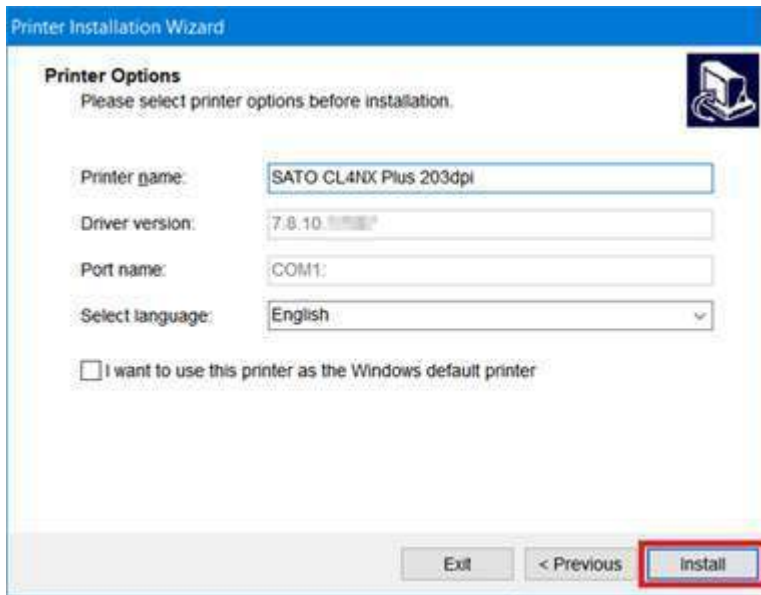 Printer Installation Wizard
Printer Options
Please select printer options before installation.
Printer name: SATO CL4NX Plus 203dpi
Driver version: 7.8.10.
Port name: COM1:
Select language: English
I want to use this printer as the Windows default printer
Exit < Previous Install